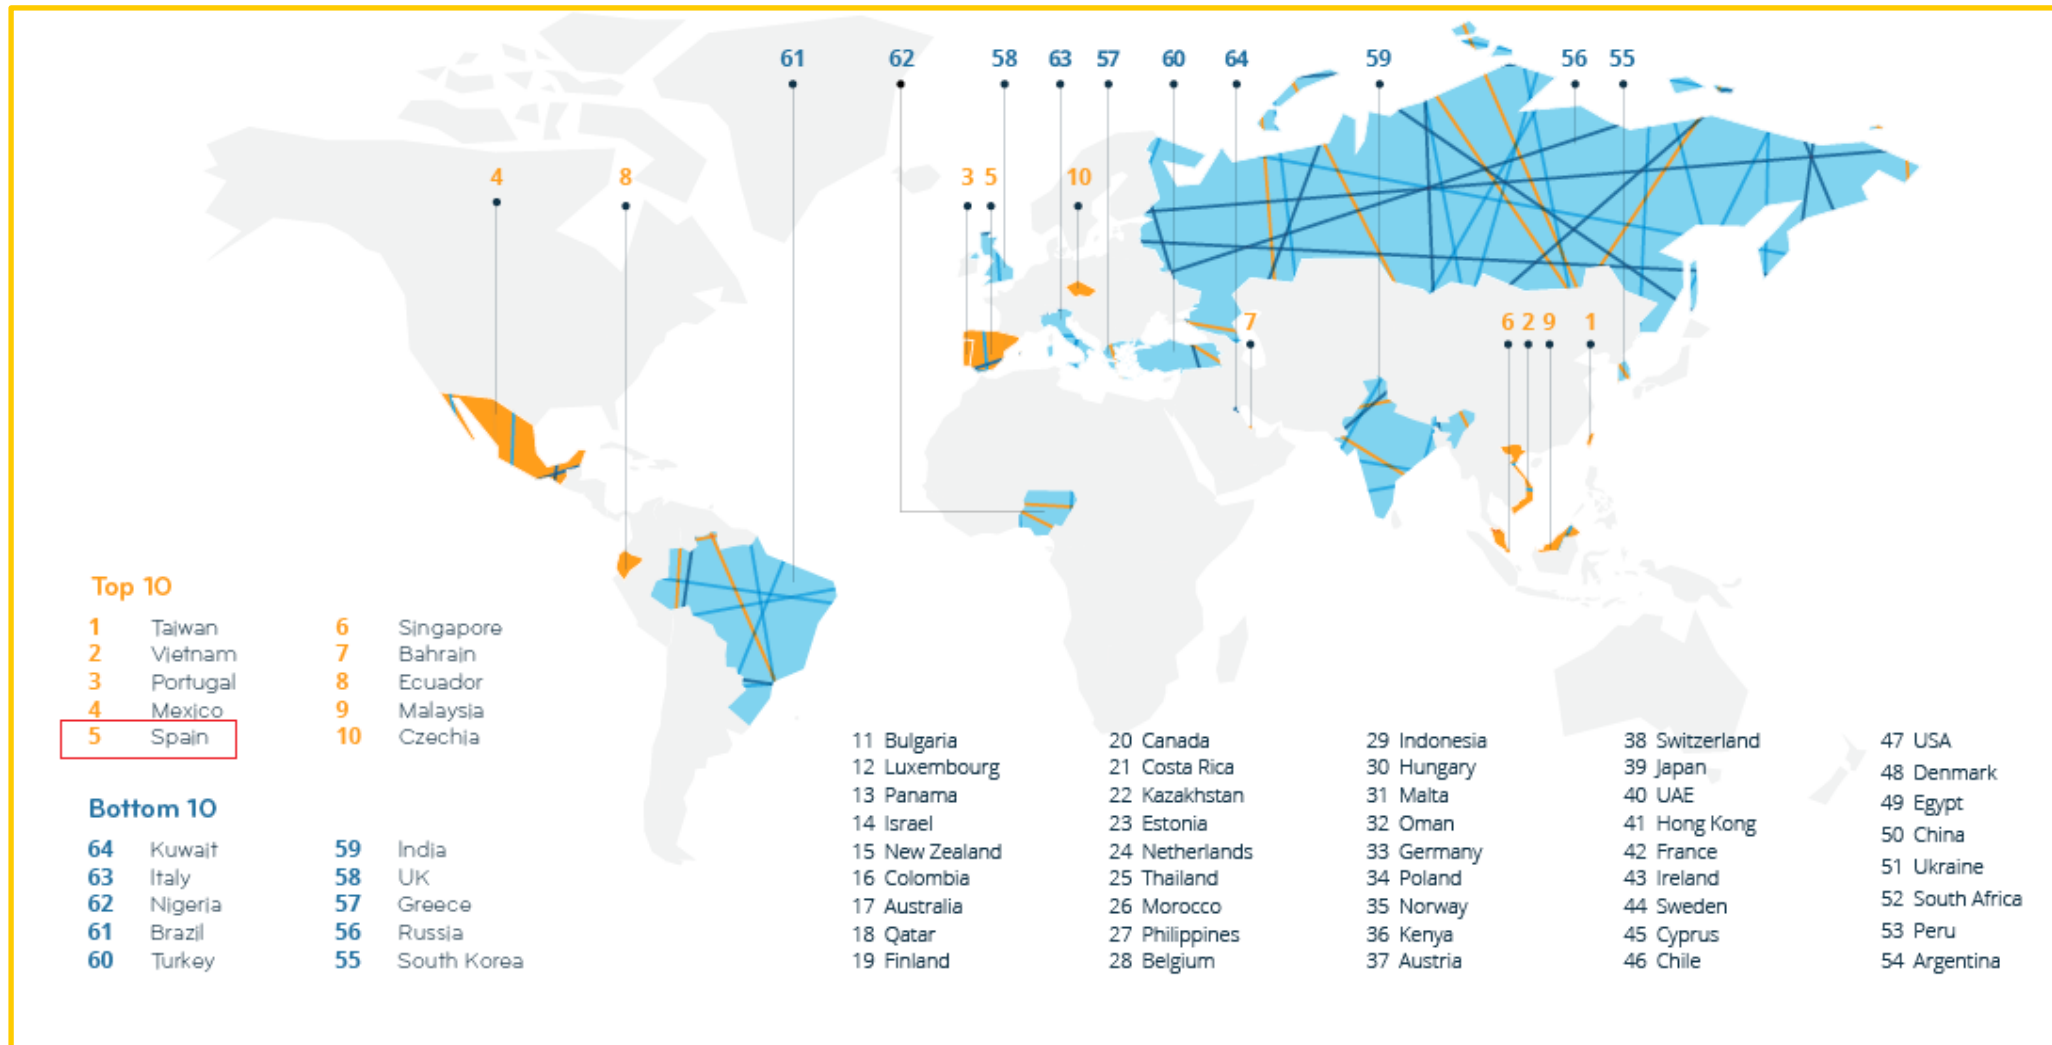 61
62
58
63
57
60
64
59
56
55
4
8
3
5
10
7
6
2
9
1
Top 10
1 Taiwan
2 Vietnam
3 Portugal
4 Mexico
5 Spain
6 Singapore
7 Bahrain
8 Ecuador
9 Malaysia
10 Czechia
Bottom 10
64 Kuwait
63 Italy
62 Nigeria
61 Brazil
60 Turkey
59 India
58 UK
57 Greece
56 Russia
55 South Korea
11 Bulgaria
12 Luxembourg
13 Panama
14 Israel
15 New Zealand
16 Colombia
17 Australia
18 Qatar
19 Finland
20 Canada
21 Costa Rica
22 Kazakhstan
23 Estonia
24 Netherlands
25 Thailand
26 Morocco
27 Philippines
28 Belgium
29 Indonesia
30 Hungary
31 Malta
32 Oman
33 Germany
34 Poland
35 Norway
36 Kenya
37 Austria
38 Switzerland
39 Japan
40 UAE
41 Hong Kong
42 France
43 Ireland
44 Sweden
45 Cyprus
46 Chile
47 USA
48 Denmark
49 Egypt
50 China
51 Ukraine
52 South Africa
53 Peru
54 Argentina